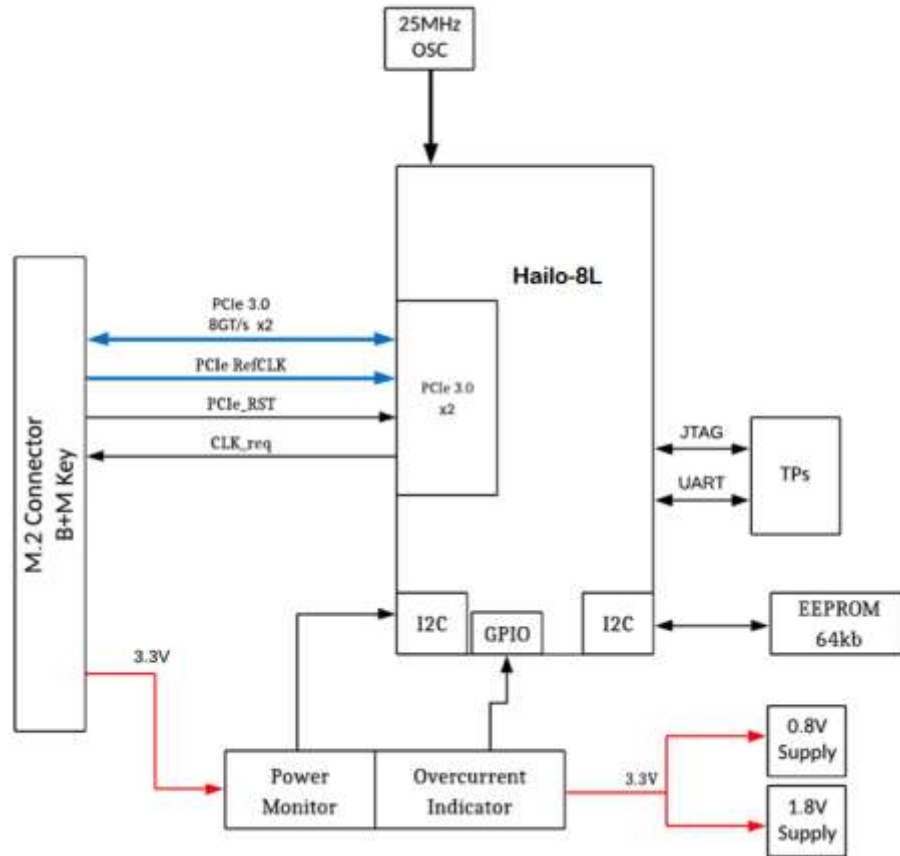 25MHz
OSC
Hailo-8L
PCIe 3.0
8GT/s x2
PCIe RefCLK
PCIe_RST
CLK_req
PCIe 3.0
x2
M.2 Connector
B+M Key
JTAG
UART
TPs
I2C
GPIO
I2C
EEPROM
64kb
3.3V
Power
Monitor
Overcurrent
Indicator
3.3V
0.8V
Supply
1.8V
Supply